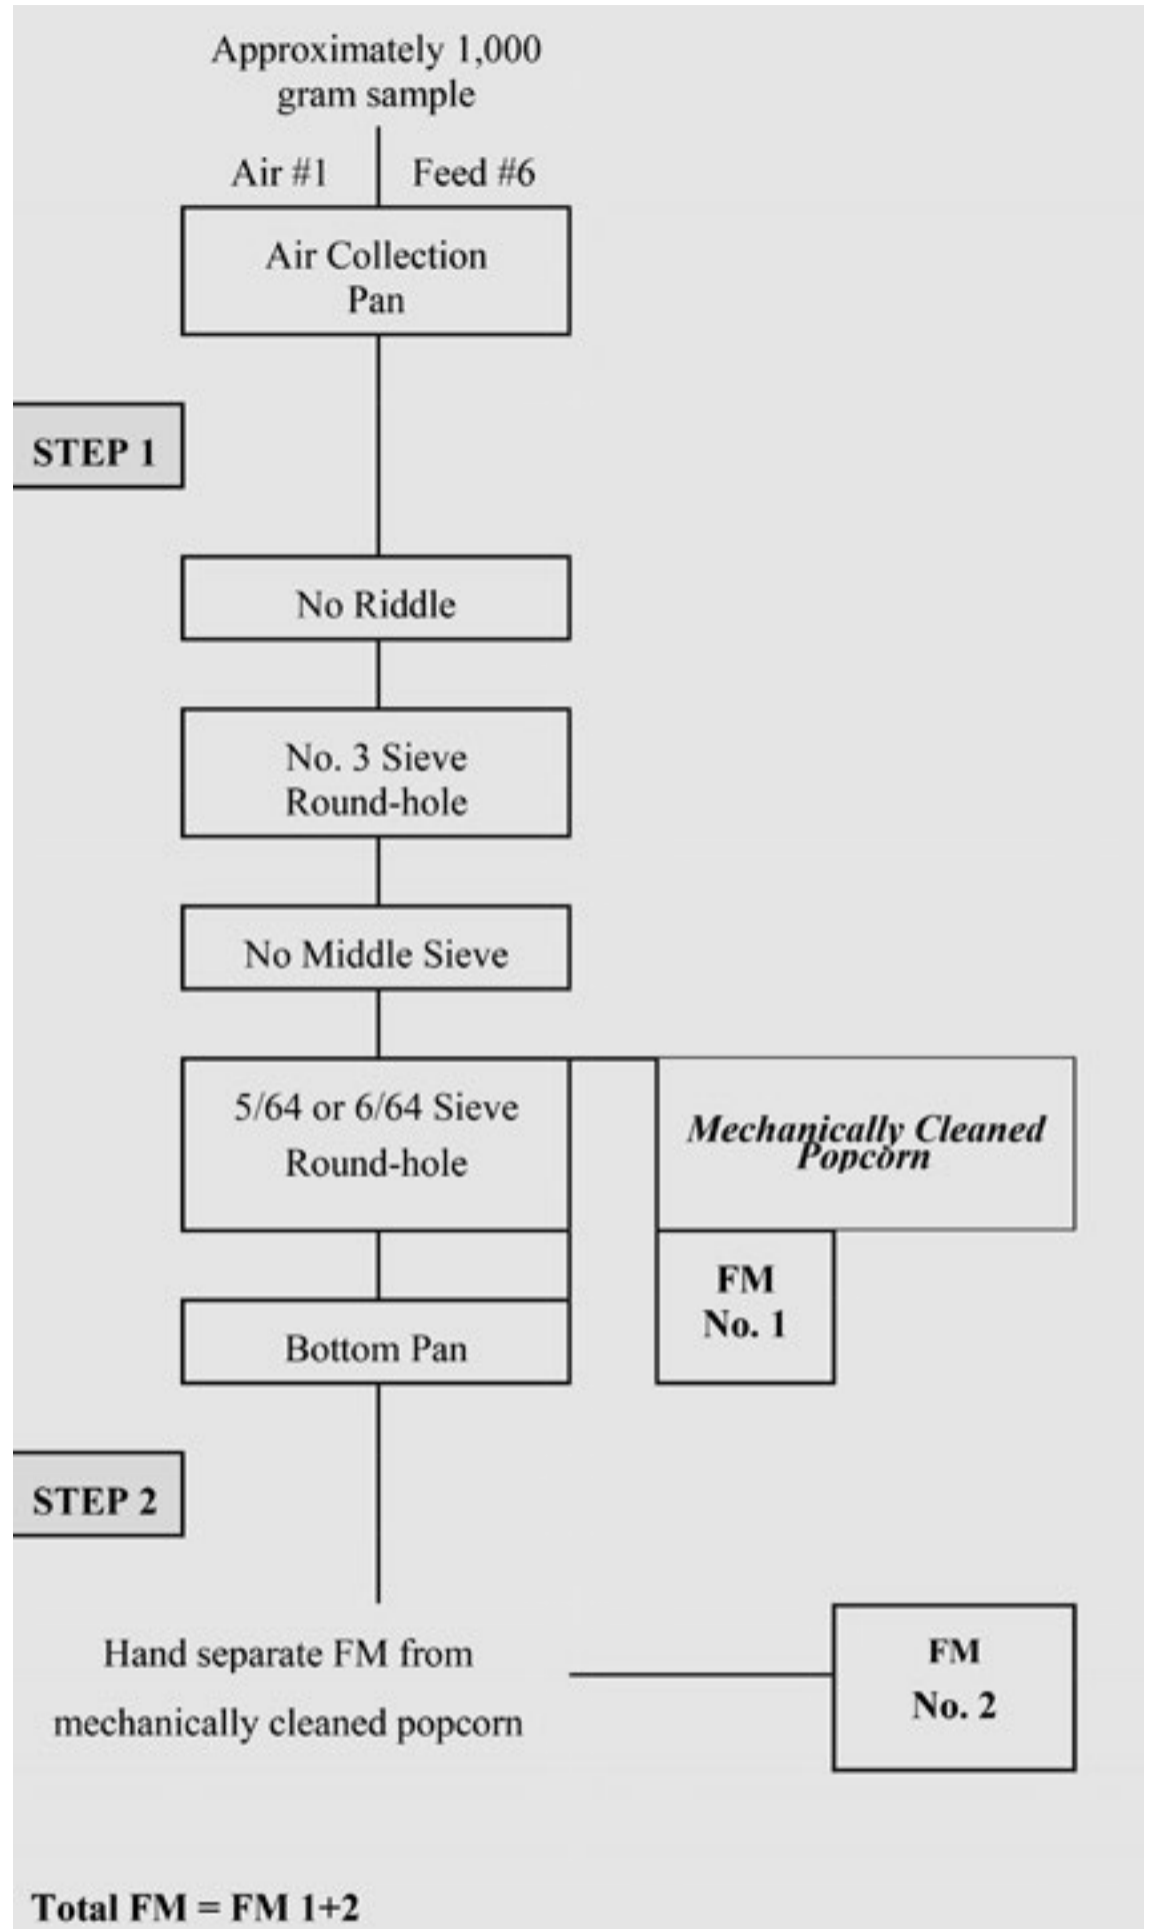 Approximately 1,000
gram sample
Air #1
Feed #6
Air Collection
Pan
STEP 1
No Riddle
No. 3 Sieve
Round-hole
No Middle Sieve
5/64 or 6/64 Sieve
Round-hole
Mechanically Cleaned
Popcorn
FM
No. 1
Bottom Pan
STEP 2
Hand separate FM from
mechanically cleaned popcorn
FM
No. 2
Total FM = FM 1+2